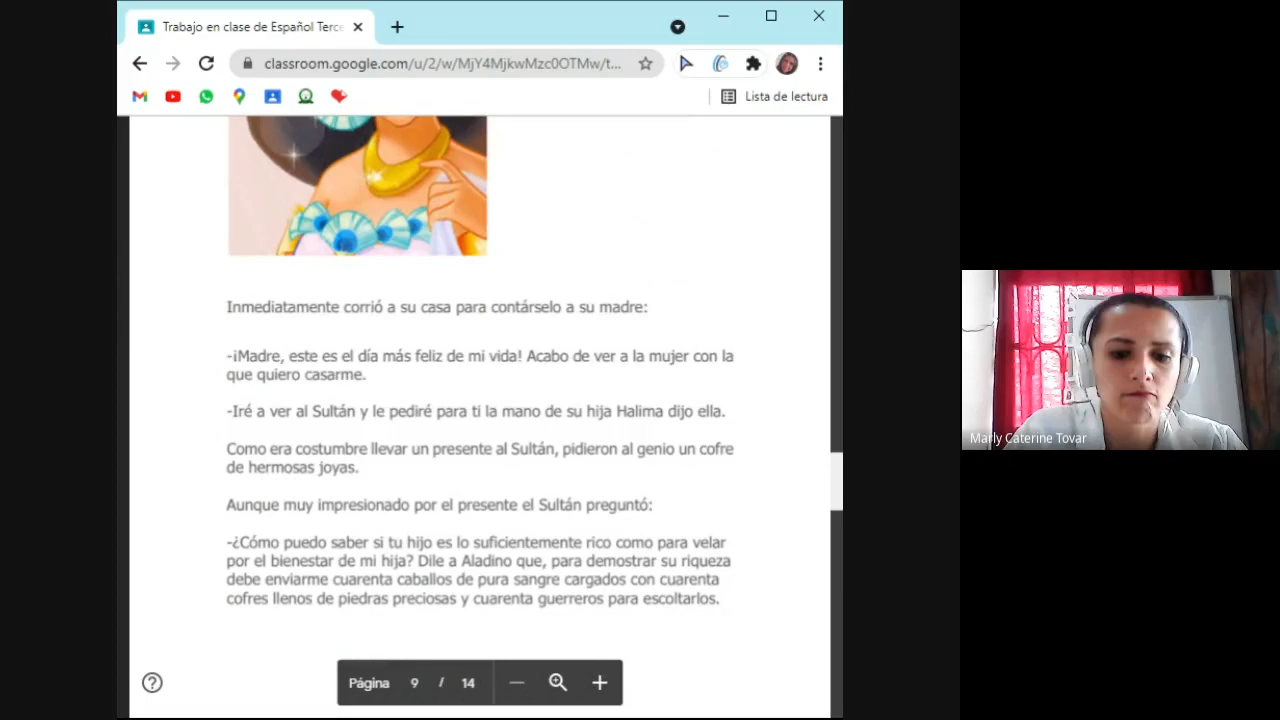 Trabajo en clase de Español Terce
classroom.google.com/u/2/w/MjY4MjkwMzc0OTMw/t...
Lista de lectura
Inmediatamente corrió a su casa para contárselo a su madre:
-¡Madre, este es el día más feliz de mi vida! Acabo de ver a la mujer con la
que quiero casarme.
-Iré a ver al Sultán y le pediré para ti la mano de su hija Halima dijo ella.
Como era costumbre llevar un presente al Sultán, pidieron al genio un cofre
de hermosas joyas.
Aunque muy impresionado por el presente el Sultán preguntó:
-¿Cómo puedo saber si tu hijo es lo suficientemente rico como para velar
por el bienestar de mi hija? Dile a Aladino que, para demostrar su riqueza
debe enviarme cuarenta caballos de pura sangre cargados con cuarenta
cofres llenos de piedras preciosas y cuarenta guerreros para escoltarlos.
Página 9 / 14
Marly Caterine Tovar